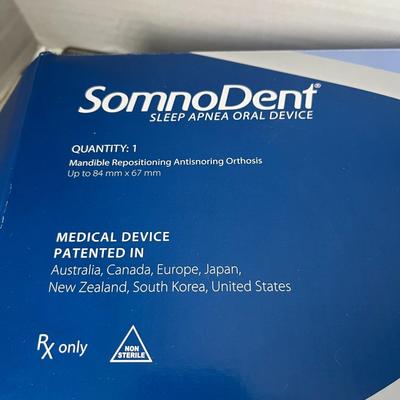 SomnoDent®
SLEEP APNEA ORAL DEVICE
QUANTITY: 1
Mandible Repositioning Antisnoring Orthosis
Up to 84 mm x 67 mm
MEDICAL DEVICE
PATENTED IN
Australia, Canada, Europe, Japan,
New Zealand, South Korea, United States
Rx only
NON
STERILE